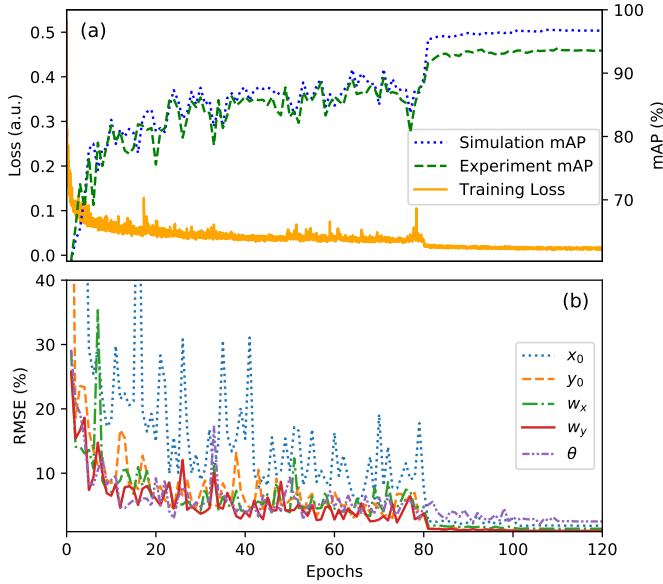 (a)
0.5
0.4
0.3
0.2
0.1
0.0
Loss (a.u.)
100
90
80
70
mAP (%)
Simulation mAP
Experiment mAP
Training Loss
(b)
40
30
20
10
RMSE (%)
x₀
y₀
wₓ
w_y
θ
0
20
40
60
80
100
120
Epochs